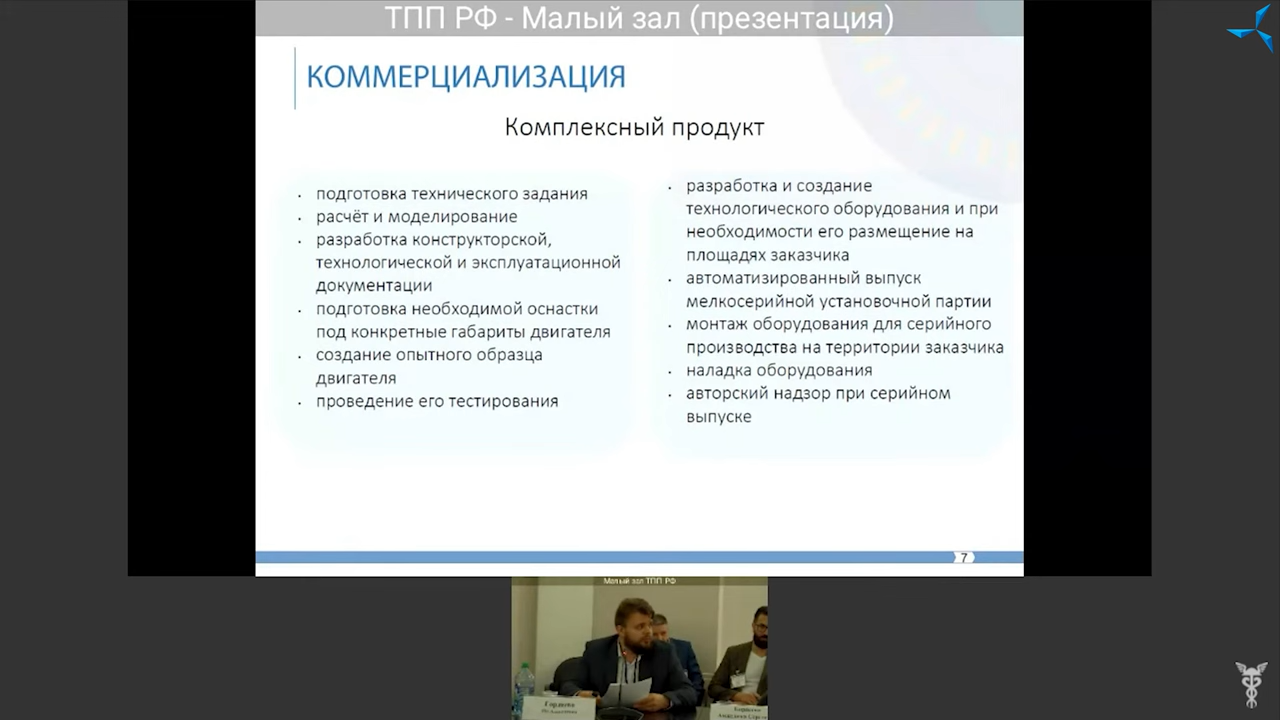 ТПП РФ - Малый зал (презентация)
КОММЕРЦИАЛИЗАЦИЯ
Комплексный продукт
• подготовка технического задания
• расчёт и моделирование
• разработка конструкторской,
технологической и эксплуатационной
документации
• подготовка необходимой оснастки
под конкретные габариты двигателя
• создание опытного образца
двигателя
• проведение его тестирования
• разработка и создание
технологического оборудования и при
необходимости его размещение на
площадях заказчика
• автоматизированный выпуск
мелкосерийной установочной партии
• монтаж оборудования для серийного
производства на территории заказчика
• наладка оборудования
• авторский надзор при серийном
выпуске
7
Малый зал ТПП РФ